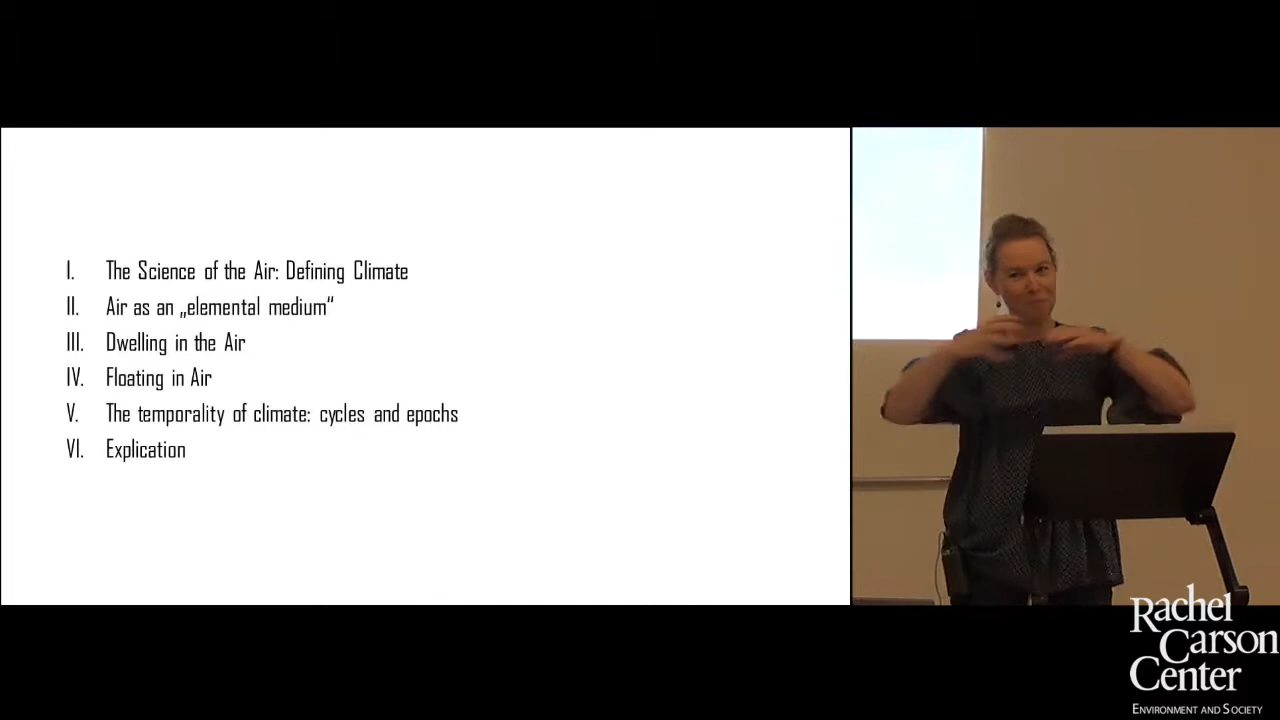 I. The Science of the Air: Defining Climate
II. Air as an „elemental medium“
III. Dwelling in the Air
IV. Floating in Air
V. The temporality of climate: cycles and epochs
VI. Explication
Rachel
Carson
Center
ENVIRONMENT AND SOCIETY